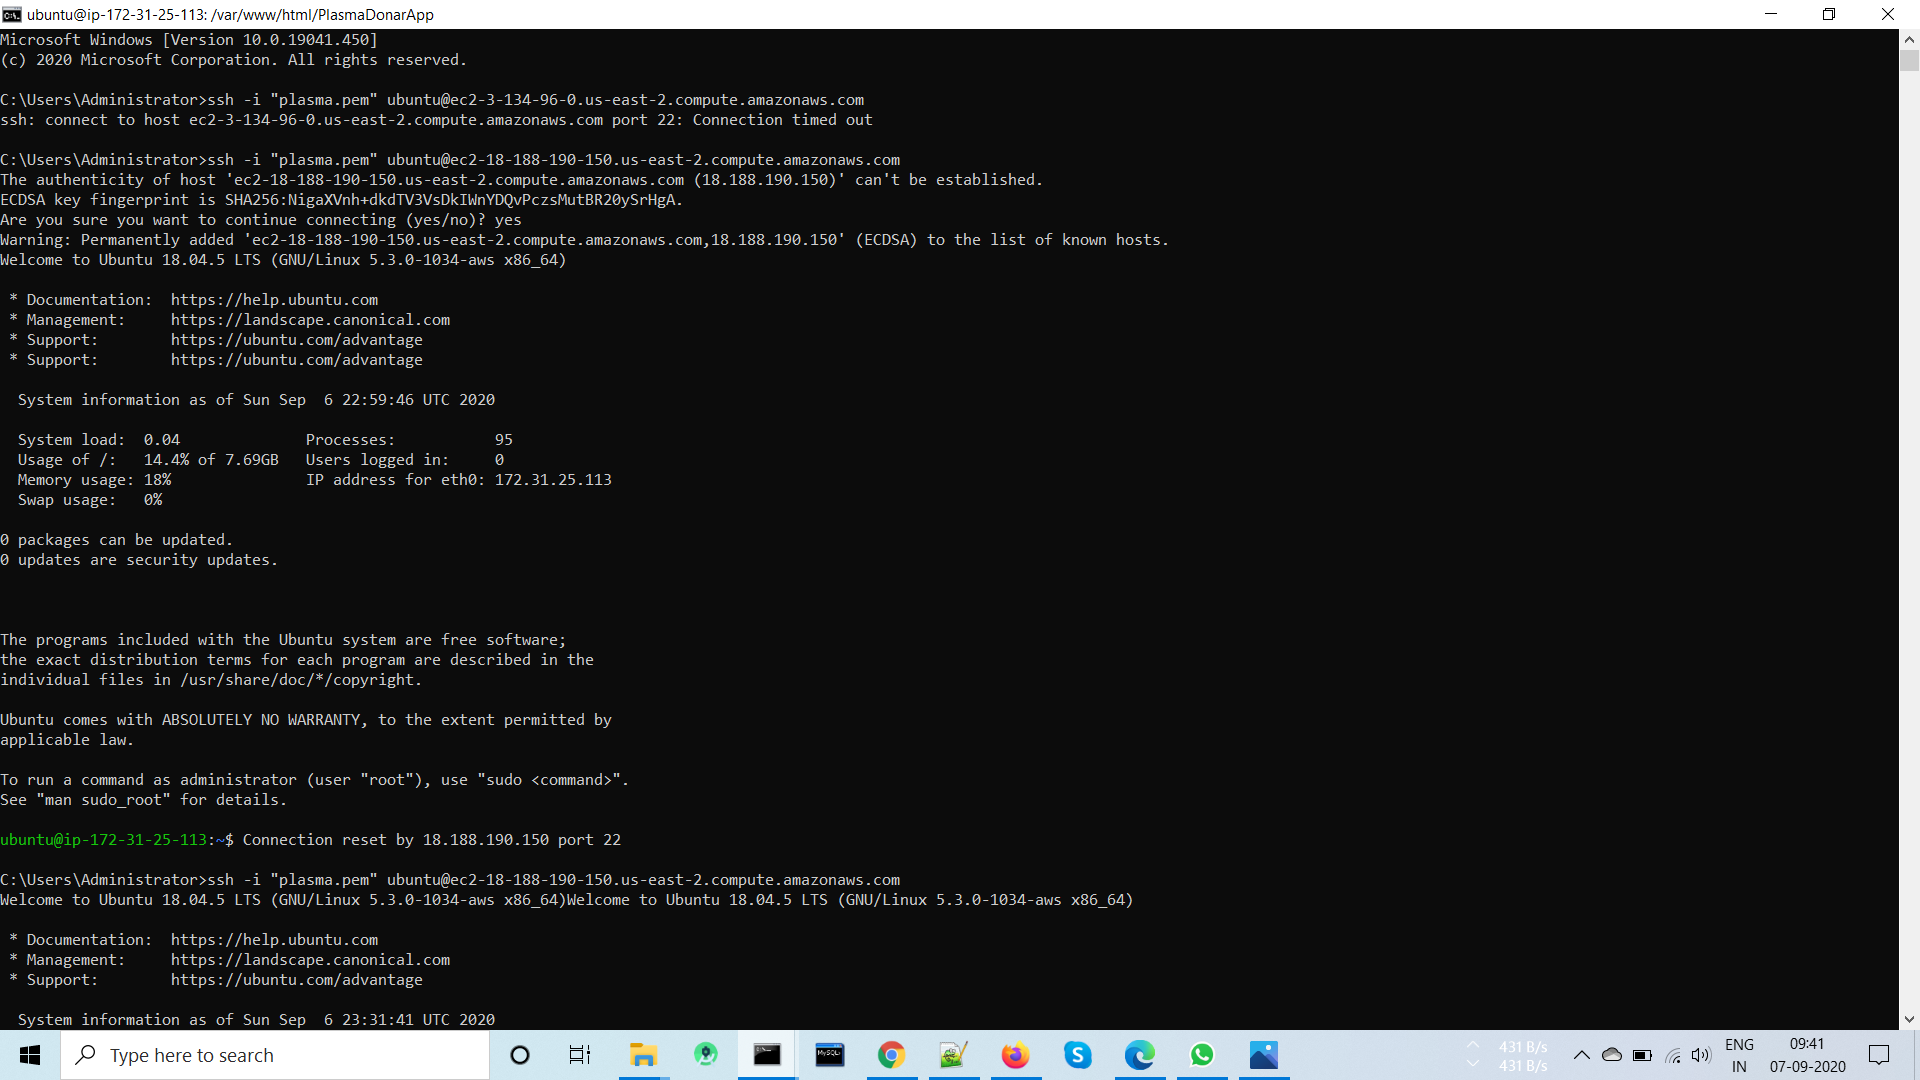 ubuntu@ip-172-31-25-113: /var/www/html/PlasmaDonarApp
Microsoft Windows [Version 10.0.19041.450]
(c) 2020 Microsoft Corporation. All rights reserved.
C:\Users\Administrator>ssh -i "plasma.pem" ubuntu@ec2-3-134-96-0.us-east-2.compute.amazonaws.com
ssh: connect to host ec2-3-134-96-0.us-east-2.compute.amazonaws.com port 22: Connection timed out
C:\Users\Administrator>ssh -i "plasma.pem" ubuntu@ec2-18-188-190-150.us-east-2.compute.amazonaws.com
The authenticity of host 'ec2-18-188-190-150.us-east-2.compute.amazonaws.com (18.188.190.150)' can't be established.
ECDSA key fingerprint is SHA256:NigaXVnh+dkdTV3VsDkIWnYDQvPczsMutBR20ySrHgA.
Are you sure you want to continue connecting (yes/no)? yes
Warning: Permanently added 'ec2-18-188-190-150.us-east-2.compute.amazonaws.com,18.188.190.150' (ECDSA) to the list of known hosts.
Welcome to Ubuntu 18.04.5 LTS (GNU/Linux 5.3.0-1034-aws x86_64)
* Documentation:  https://help.ubuntu.com
* Management:     https://landscape.canonical.com
* Support:        https://ubuntu.com/advantage
* Support:        https://ubuntu.com/advantage
System information as of Sun Sep  6 22:59:46 UTC 2020
System load:  0.04              Processes:           95
Usage of /:   14.4% of 7.69GB   Users logged in:     0
Memory usage: 18%               IP address for eth0: 172.31.25.113
Swap usage:   0%
0 packages can be updated.
0 updates are security updates.
The programs included with the Ubuntu system are free software;
the exact distribution terms for each program are described in the
individual files in /usr/share/doc/*/copyright.
Ubuntu comes with ABSOLUTELY NO WARRANTY, to the extent permitted by
applicable law.
To run a command as administrator (user "root"), use "sudo <command>".
See "man sudo_root" for details.
ubuntu@ip-172-31-25-113:~$ Connection reset by 18.188.190.150 port 22
C:\Users\Administrator>ssh -i "plasma.pem" ubuntu@ec2-18-188-190-150.us-east-2.compute.amazonaws.com
Welcome to Ubuntu 18.04.5 LTS (GNU/Linux 5.3.0-1034-aws x86_64)Welcome to Ubuntu 18.04.5 LTS (GNU/Linux 5.3.0-1034-aws x86_64)
* Documentation:  https://help.ubuntu.com
* Management:     https://landscape.canonical.com
* Support:        https://ubuntu.com/advantage
System information as of Sun Sep  6 23:31:41 UTC 2020
Type here to search
MySQL
431 B/s
431 B/s
ENG
IN
09:41
07-09-2020